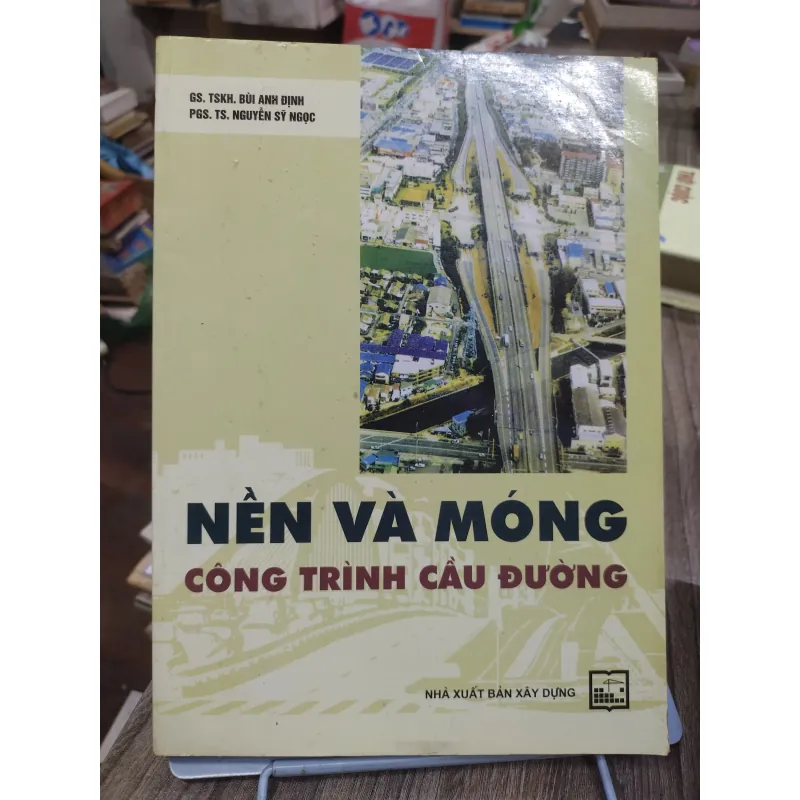 GS. TSKH. BÙI ANH ĐỊNH
PGS. TS. NGUYỄN SỸ NGỌC
NỀN VÀ MÓNG
CÔNG TRÌNH CẦU ĐƯỜNG
NHÀ XUẤT BẢN XÂY DỰNG